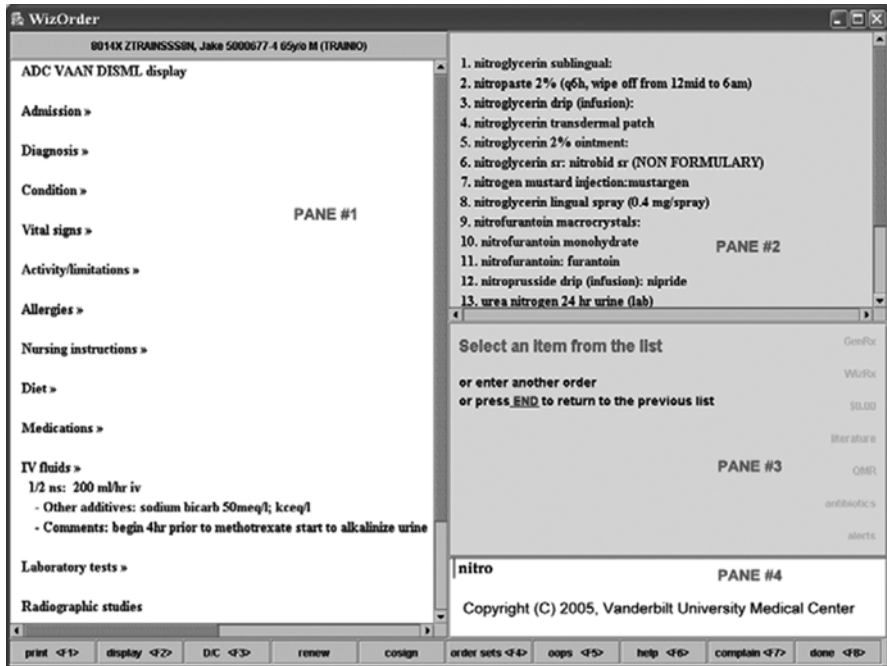 WizOrder
8014X ZTRAINSSS8N, Jake 5000677-4 65y/o M (TRAINIO)
ADC VAAN DISML display
Admission »
Diagnosis »
Condition »
Vital signs »
Activity/limitations »
Allergies »
Nursing instructions »
Diet »
Medications »
IV fluids »
1/2 ns: 200 ml/hr iv
- Other additives: sodium bicarb 50meq/l; kceq/l
- Comments: begin 4hr prior to methotrexate start to alkalinize urine
Laboratory tests »
Radiographic studies
PANE #1
1. nitroglycerin sublingual:
2. nitropaste 2% (q6h, wipe off from 12mid to 6am)
3. nitroglycerin drip (infusion):
4. nitroglycerin transdermal patch
5. nitroglycerin 2% ointment:
6. nitroglycerin sr: nitrobid sr (NON FORMULARY)
7. nitrogen mustard injection:mustargen
8. nitroglycerin lingual spray (0.4 mg/spray)
9. nitrofurantoin macrocrystals:
10. nitrofurantoin monohydrate
11. nitrofurantoin: furantoin
12. nitroprusside drip (infusion): nipride
13. urea nitrogen 24 hr urine (lab)
PANE #2
Select an item from the list
or enter another order
or press END to return to the previous list
GenRx
WizRx
$0.00
literature
QMR
antibiotics
alerts
PANE #3
nitro
PANE #4
Copyright (C) 2005, Vanderbilt University Medical Center
print <F1> display <F2> D/C <F3> renew cosign order sets <F4> oops <F5> help <F6> complain <F7> done <F8>